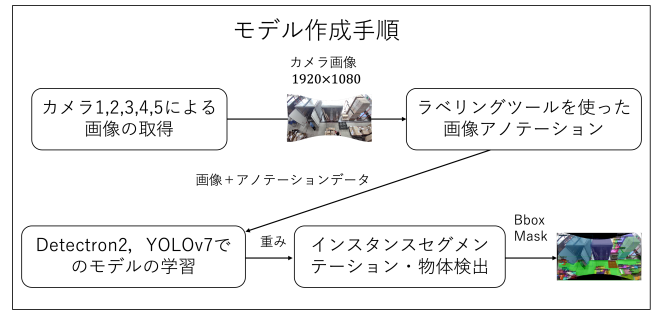 モデル作成手順
カメラ画像
1920×1080
カメラ1,2,3,4,5による
画像の取得
ラベリングツールを使った
画像アノテーション
画像＋アノテーションデータ
Detectron2，YOLOv7で
のモデルの学習
重み
インスタンスセグメン
テーション・物体検出
Bbox
Mask